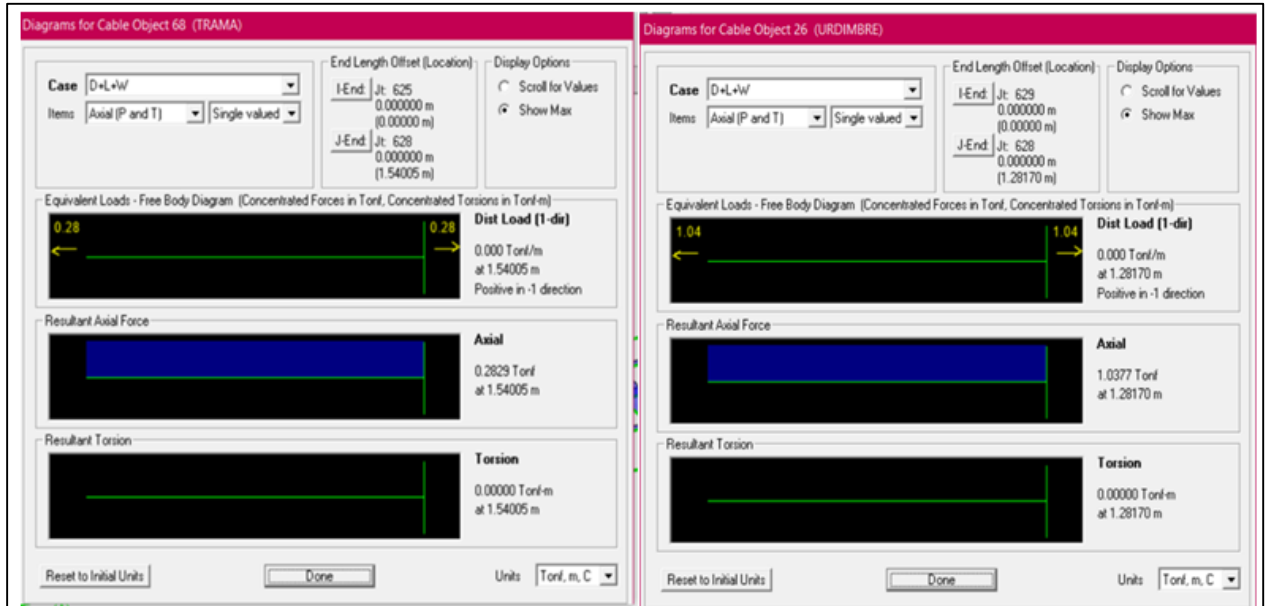 Diagrams for Cable Object 68 (TRAMA)
Case D+L+W
Items Axial (P and T) Single valued
End Length Offset (Location)
I-End: Jt: 625
0.000000 m
(0.00000 m)
J-End: Jt: 628
0.000000 m
(1.54005 m)
Display Options
Scroll for Values
Show Max
Equivalent Loads - Free Body Diagram (Concentrated Forces in Tonf, Concentrated Torsions in Tonf-m)
0.28 0.28
Dist Load (1-dir)
0.000 Tonf/m
at 1.54005 m
Positive in -1 direction
Resultant Axial Force
Axial
0.2829 Tonf
at 1.54005 m
Resultant Torsion
Torsion
0.00000 Tonf-m
at 1.54005 m
Reset to Initial Units Done Units Tonf, m, C
Diagrams for Cable Object 26 (URDIMBRE)
Case D+L+W
Items Axial (P and T) Single valued
End Length Offset (Location)
I-End: Jt: 629
0.000000 m
(0.00000 m)
J-End: Jt: 628
0.000000 m
(1.28170 m)
Display Options
Scroll for Values
Show Max
Equivalent Loads - Free Body Diagram (Concentrated Forces in Tonf, Concentrated Torsions in Tonf-m)
1.04 1.04
Dist Load (1-dir)
0.000 Tonf/m
at 1.28170 m
Positive in -1 direction
Resultant Axial Force
Axial
1.0377 Tonf
at 1.28170 m
Resultant Torsion
Torsion
0.00000 Tonf-m
at 1.28170 m
Reset to Initial Units Done Units Tonf, m, C